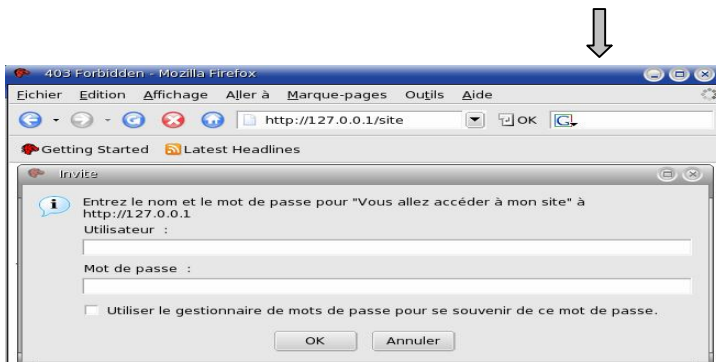 403 Forbidden - Mozilla Firefox
Fichier Edition Affichage Aller à Marque-pages Outils Aide
http://127.0.0.1/site OK G
Getting Started Latest Headlines
Invite
Entrez le nom et le mot de passe pour "Vous allez accéder à mon site" à
http://127.0.0.1
Utilisateur :
Mot de passe :
Utiliser le gestionnaire de mots de passe pour se souvenir de ce mot de passe.
OK Annuler